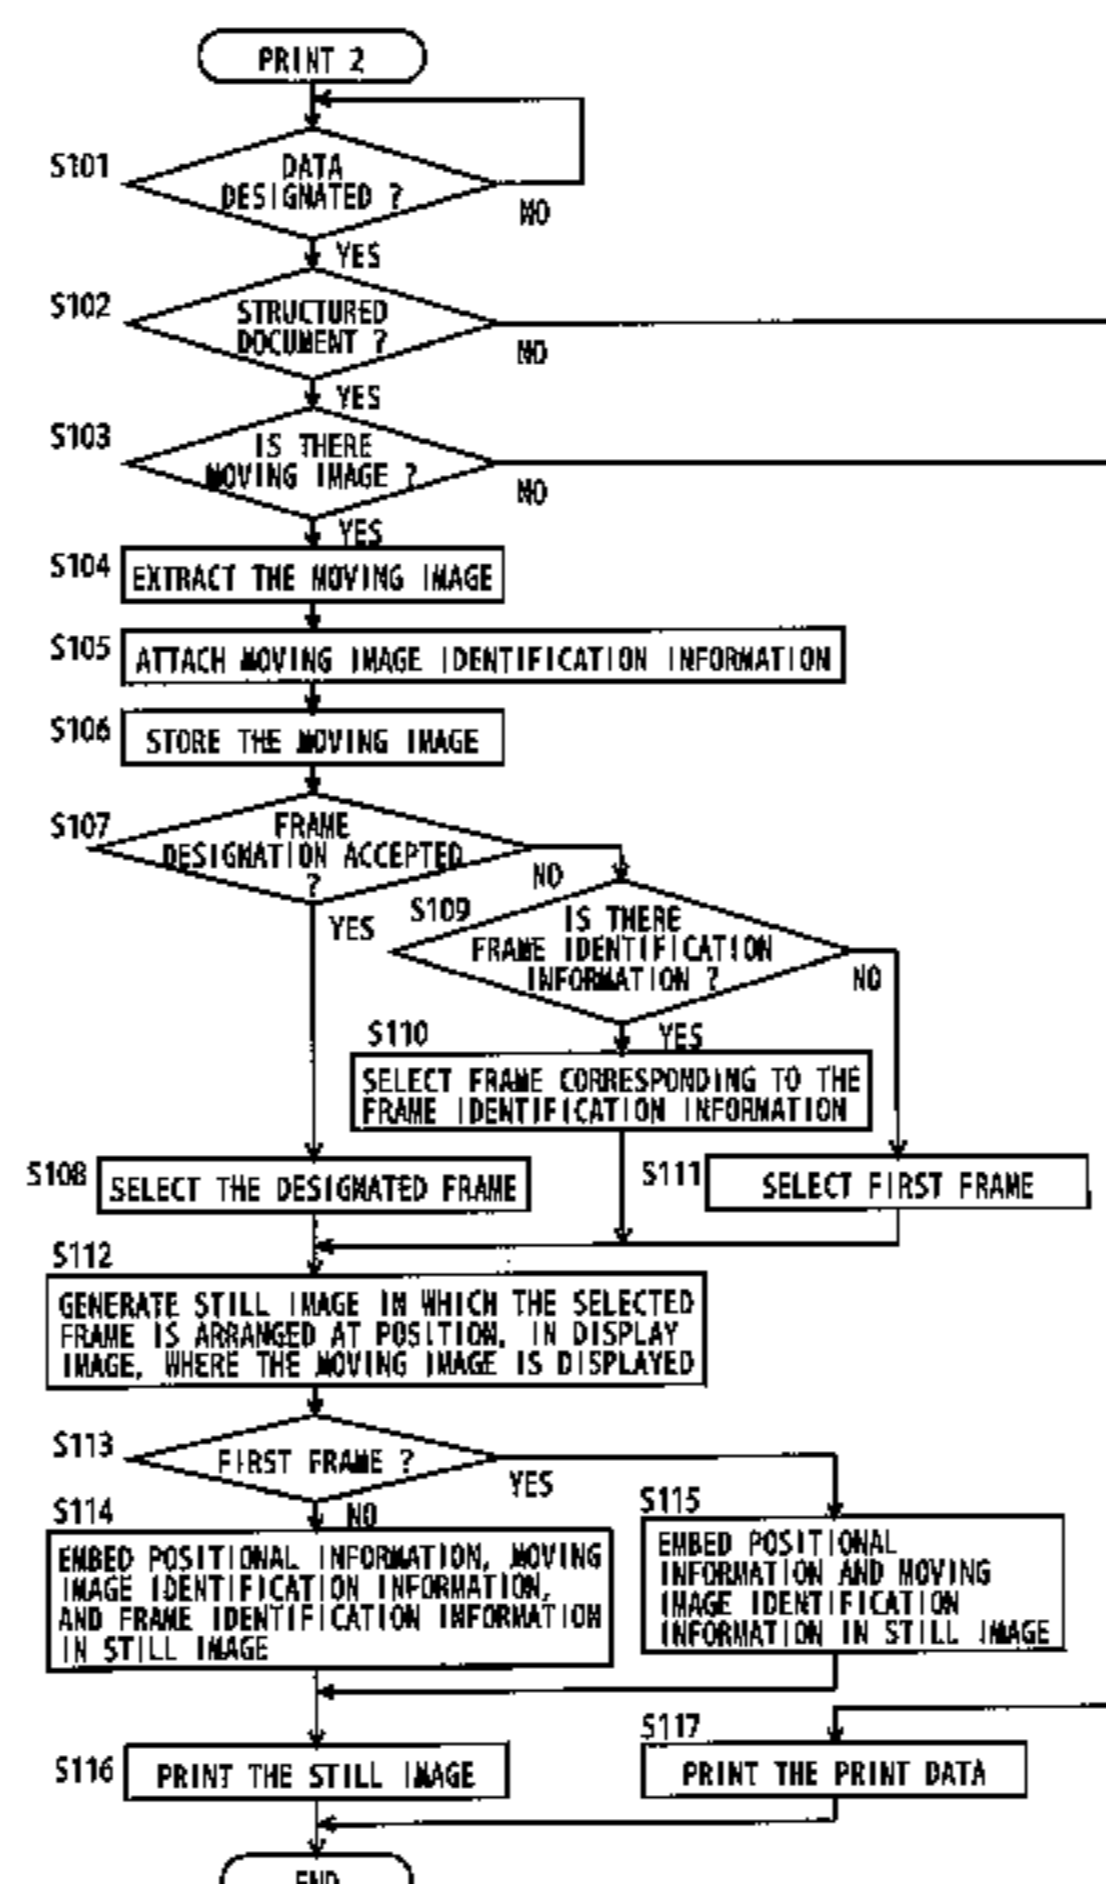 PRINT 2
S101
DATA
DESIGNATED ?
NO
YES
S102
STRUCTURED
DOCUMENT ?
NO
YES
S103
IS THERE
MOVING IMAGE ?
NO
YES
S104
EXTRACT THE MOVING IMAGE
S105
ATTACH MOVING IMAGE IDENTIFICATION INFORMATION
S106
STORE THE MOVING IMAGE
S107
FRAME
DESIGNATION ACCEPTED
?
NO
YES
S109
IS THERE
FRAME IDENTIFICATION
INFORMATION ?
NO
YES
S110
SELECT FRAME CORRESPONDING TO THE
FRAME IDENTIFICATION INFORMATION
S108
SELECT THE DESIGNATED FRAME
S111
SELECT FIRST FRAME
S112
GENERATE STILL IMAGE IN WHICH THE SELECTED
FRAME IS ARRANGED AT POSITION, IN DISPLAY
IMAGE, WHERE THE MOVING IMAGE IS DISPLAYED
S113
FIRST FRAME ?
YES
NO
S114
EMBED POSITIONAL INFORMATION, MOVING
IMAGE IDENTIFICATION INFORMATION,
AND FRAME IDENTIFICATION INFORMATION
IN STILL IMAGE
S115
EMBED POSITIONAL
INFORMATION AND MOVING
IMAGE IDENTIFICATION
INFORMATION IN STILL IMAGE
S116
PRINT THE STILL IMAGE
S117
PRINT THE PRINT DATA
END